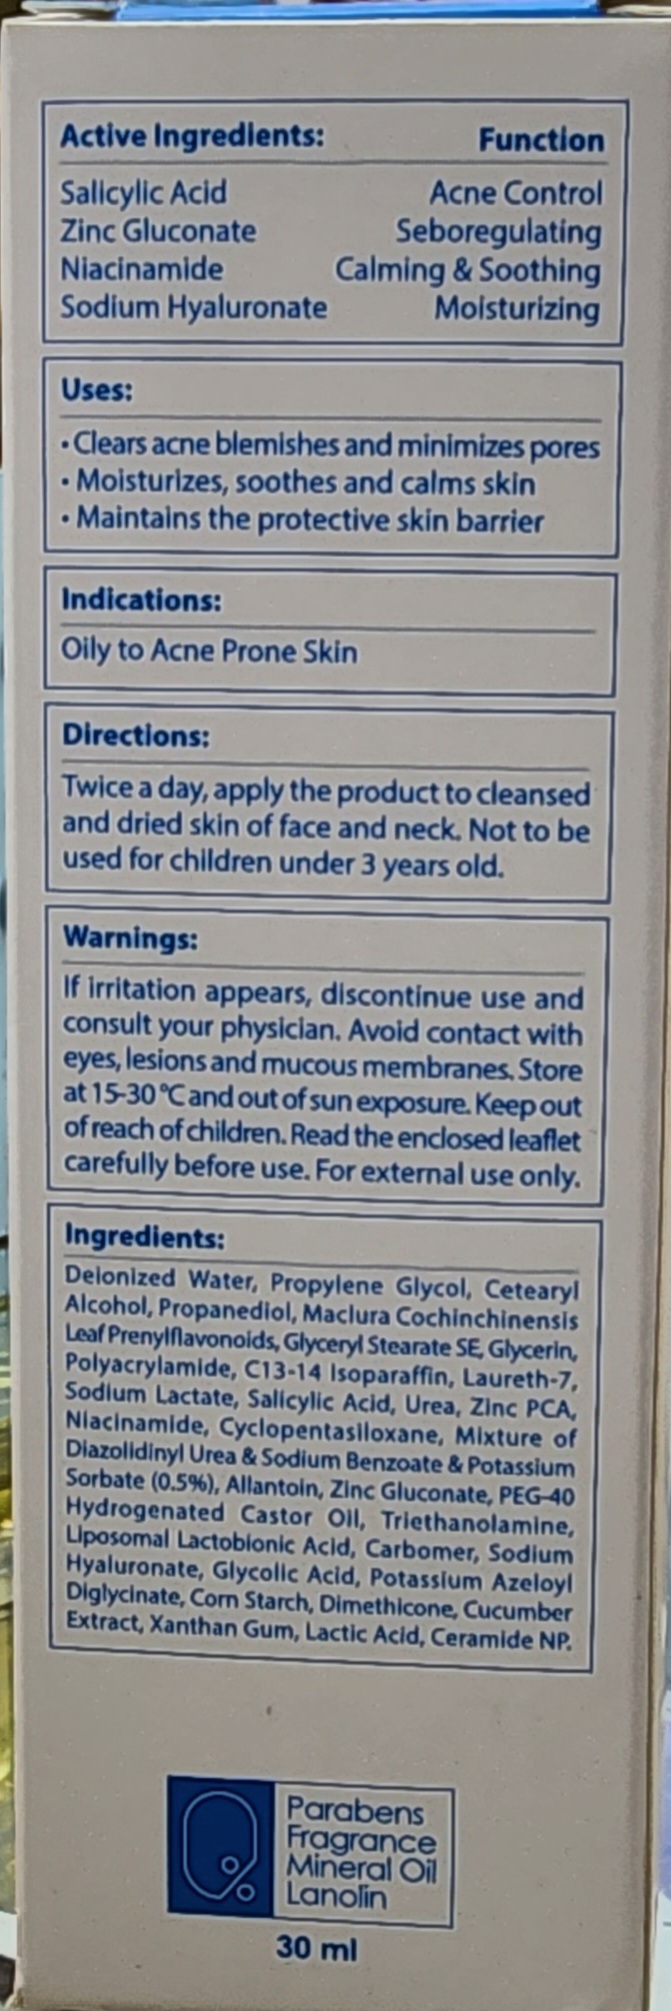 Active Ingredients: Function
Salicylic Acid Acne Control
Zinc Gluconate Seboregulating
Niacinamide Calming & Soothing
Sodium Hyaluronate Moisturizing
Uses:
• Clears acne blemishes and minimizes pores
• Moisturizes, soothes and calms skin
• Maintains the protective skin barrier
Indications:
Oily to Acne Prone Skin
Directions:
Twice a day, apply the product to cleansed
and dried skin of face and neck. Not to be
used for children under 3 years old.
Warnings:
If irritation appears, discontinue use and
consult your physician. Avoid contact with
eyes, lesions and mucous membranes. Store
at 15-30 °C and out of sun exposure. Keep out
of reach of children. Read the enclosed leaflet
carefully before use. For external use only.
Ingredients:
Deionized Water, Propylene Glycol, Cetearyl
Alcohol, Propanediol, Maclura Cochinchinensis
Leaf Prenylflavonoids, Glyceryl Stearate SE, Glycerin,
Polyacrylamide, C13-14 Isoparaffin, Laureth-7,
Sodium Lactate, Salicylic Acid, Urea, Zinc PCA,
Niacinamide, Cyclopentasiloxane, Mixture of
Diazolidinyl Urea & Sodium Benzoate & Potassium
Sorbate (0.5%), Allantoin, Zinc Gluconate, PEG-40
Hydrogenated Castor Oil, Triethanolamine,
Liposomal Lactobionic Acid, Carbomer, Sodium
Hyaluronate, Glycolic Acid, Potassium Azeloyl
Diglycinate, Corn Starch, Dimethicone, Cucumber
Extract, Xanthan Gum, Lactic Acid, Ceramide NP.
Parabens
Fragrance
Mineral Oil
Lanolin
30 ml